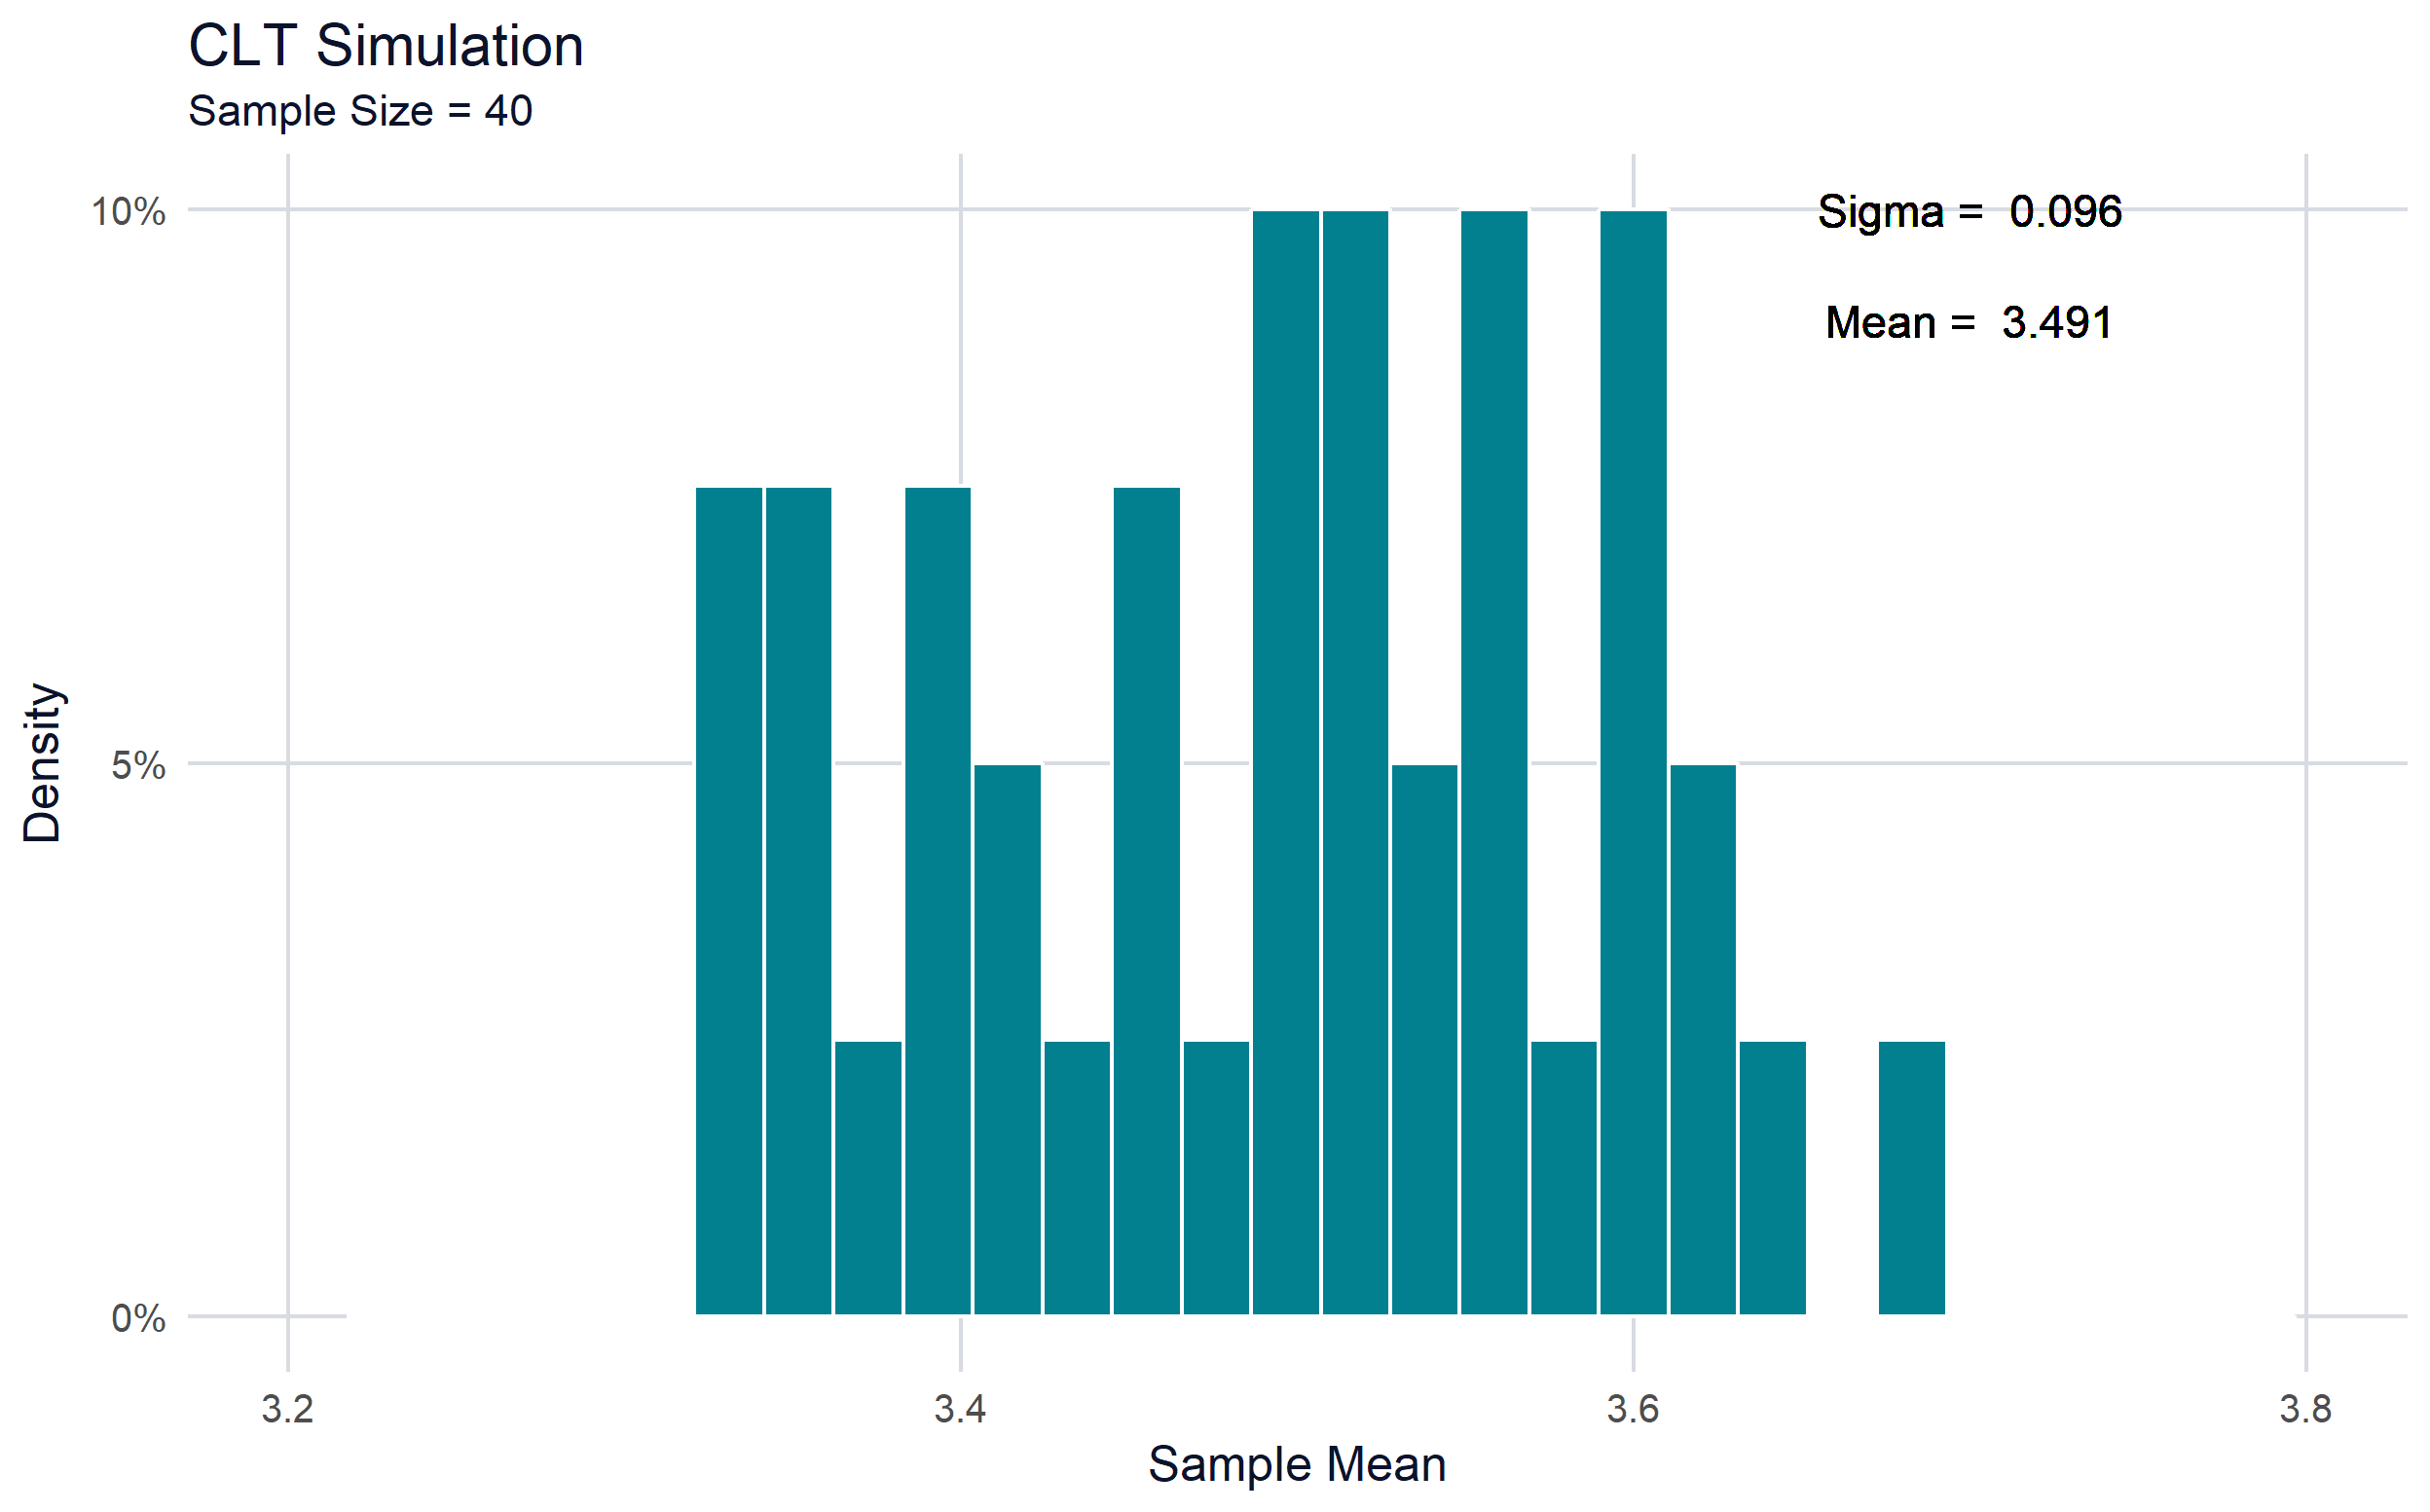 CLT Simulation
Sample Size = 40
10%
Sigma = 0.096
Mean = 3.491
Density
5%
0%
3.2
3.4
3.6
3.8
Sample Mean